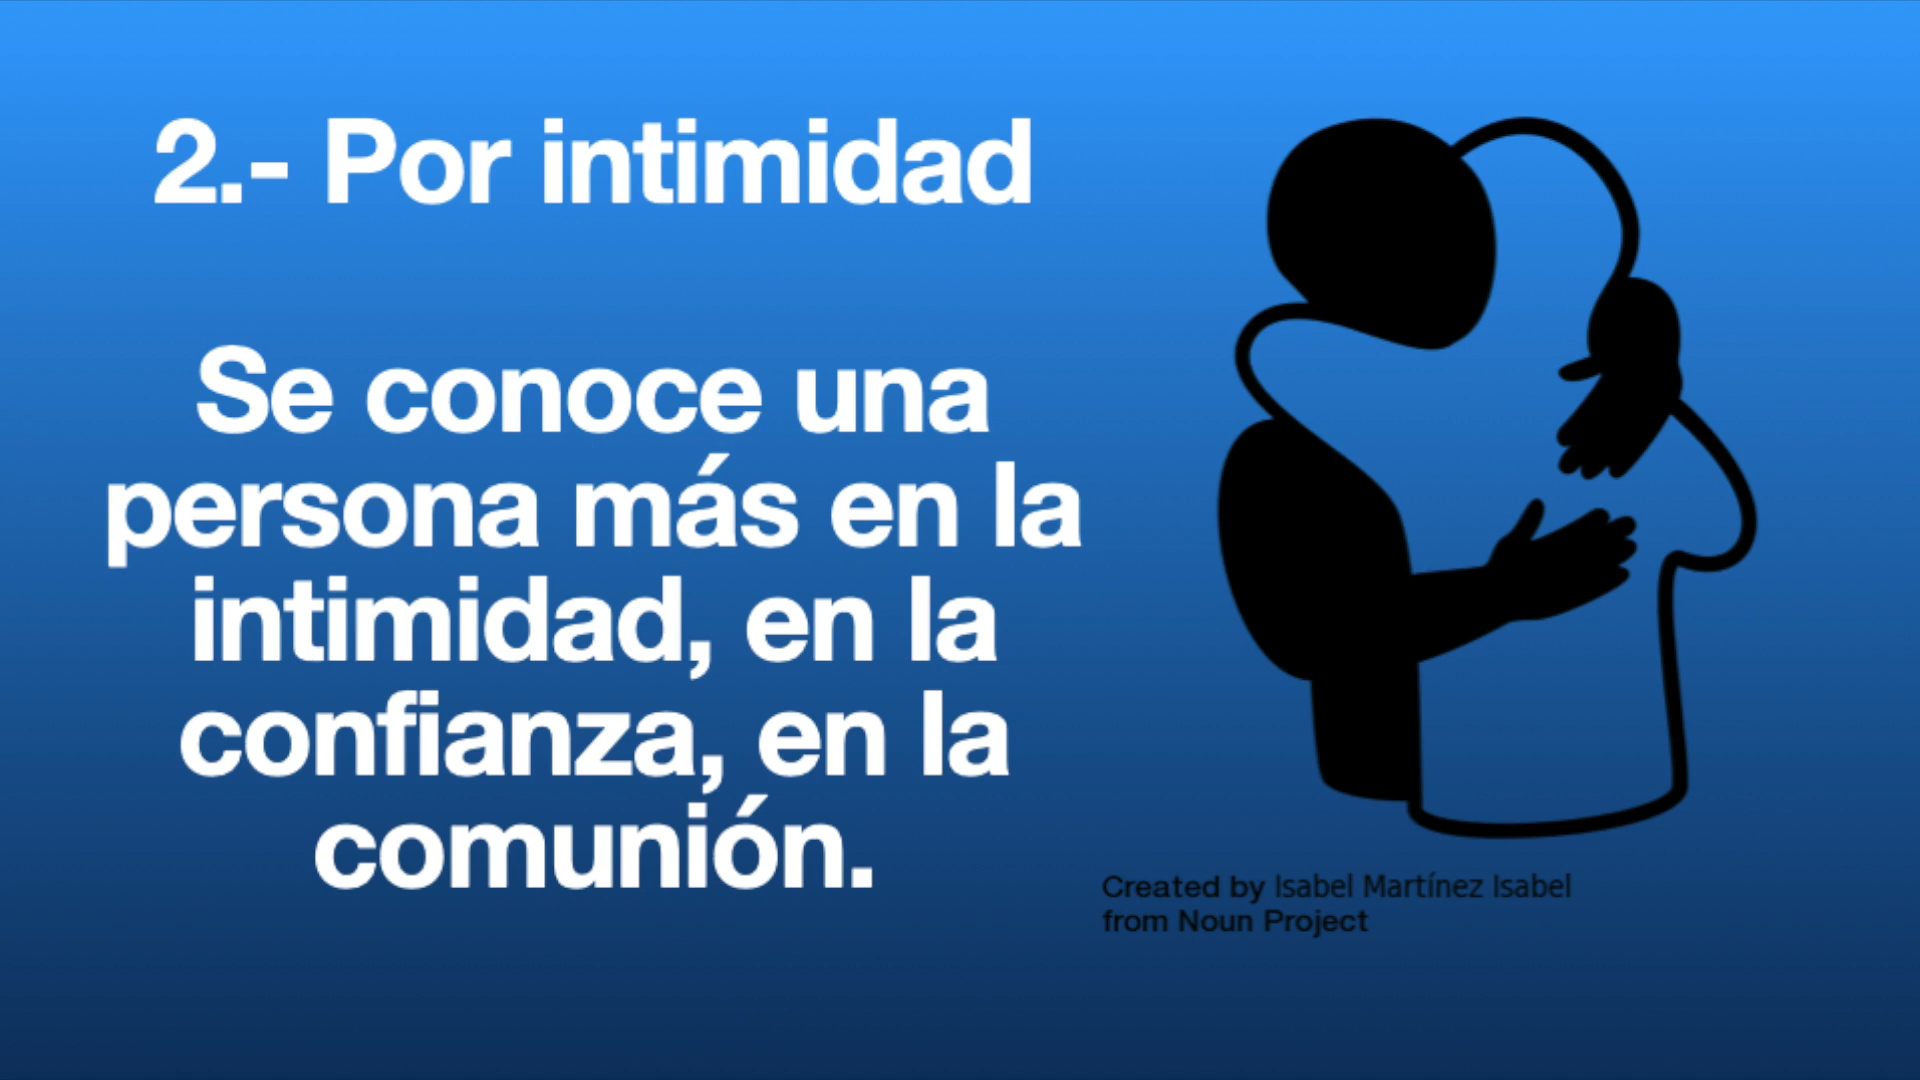 2.- Por intimidad
Se conoce una
persona más en la
intimidad, en la
confianza, en la
comunión.
Created by Isabel Martínez Isabel
from Noun Project